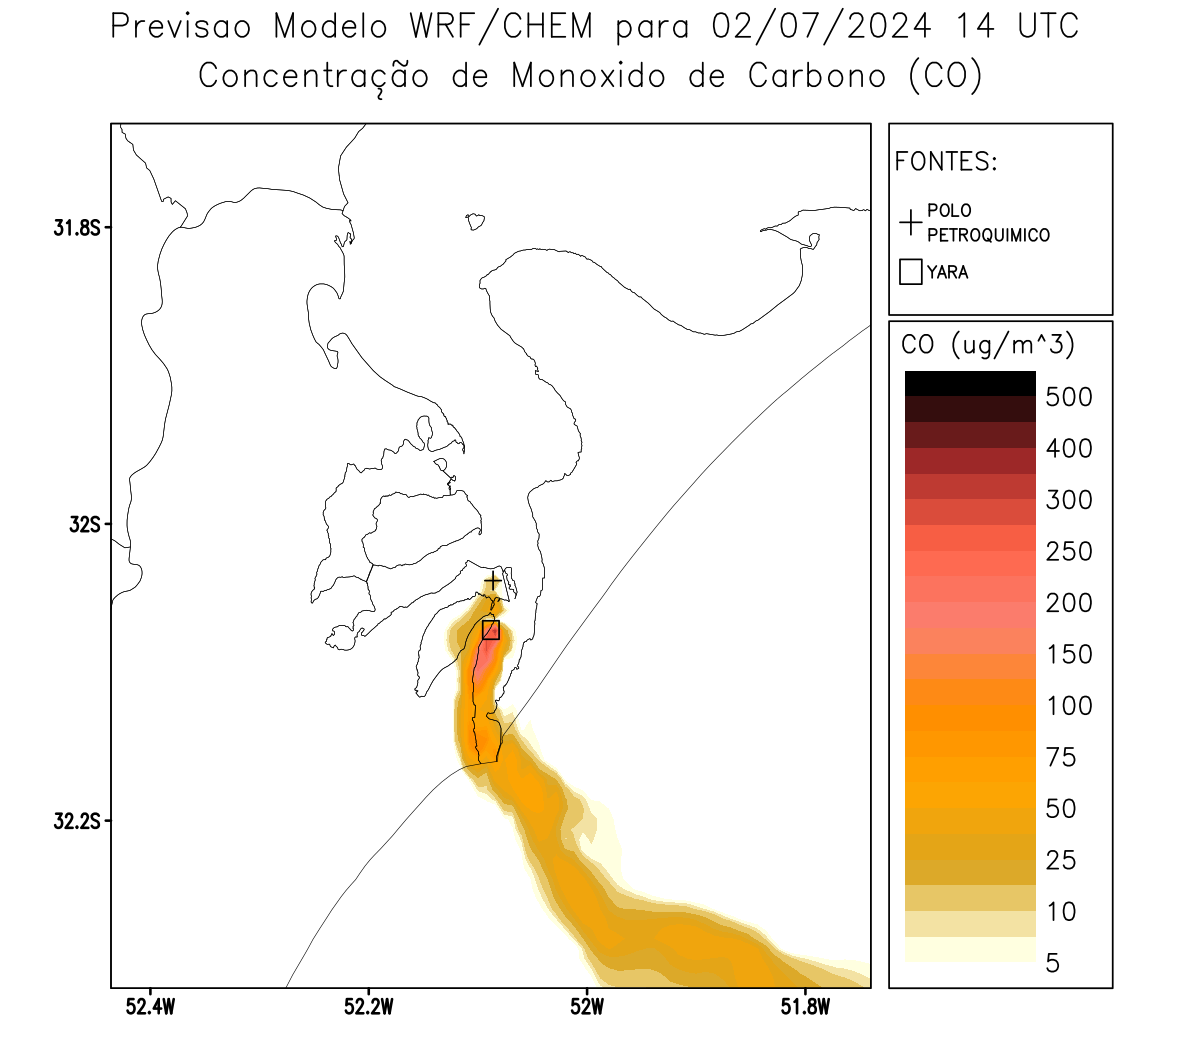 Previsao Modelo WRF/CHEM para 02/07/2024 14 UTC
Concentração de Monoxido de Carbono (CO)
FONTES:
POLO
PETROQUIMICO
YARA
CO (ug/m^3)
500
400
300
250
200
150
100
75
50
25
10
5
31.8S
32S
32.2S
52.4W
52.2W
52W
51.8W